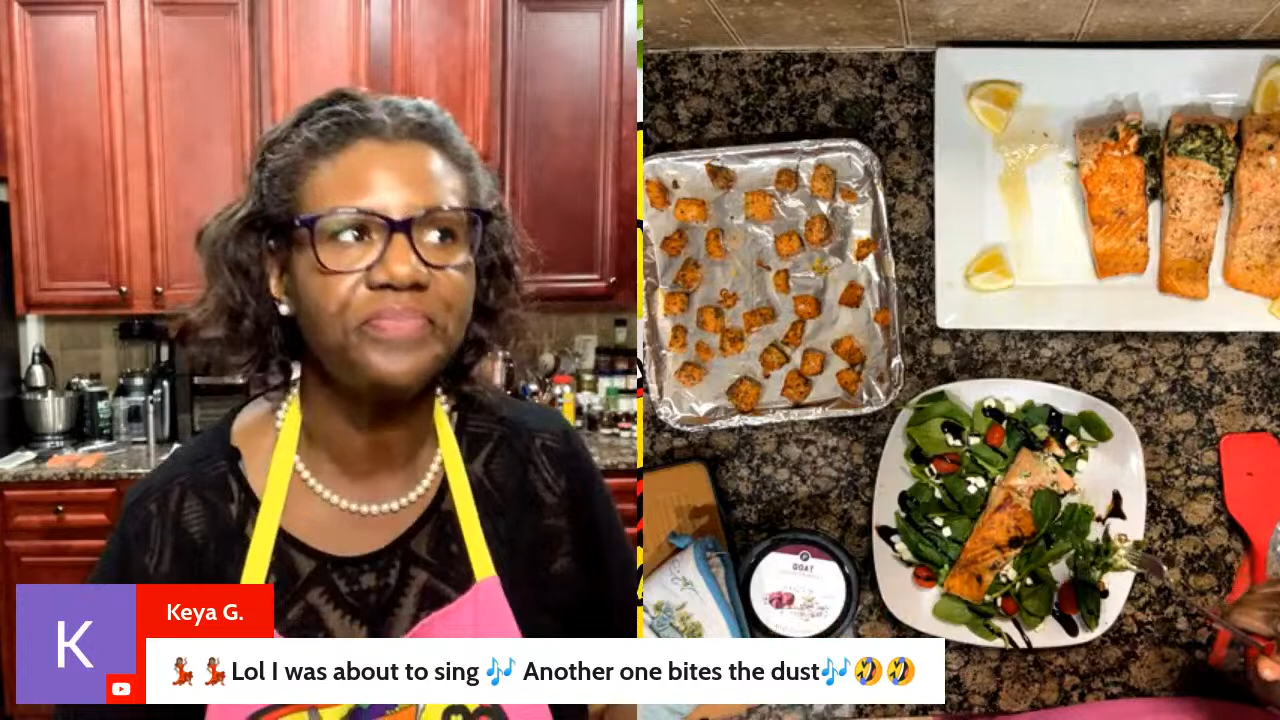 GOAT
K
Keya G.
💃🏾💃🏾Lol I was about to sing 🎶 Another one bites the dust🎶🤣🤣